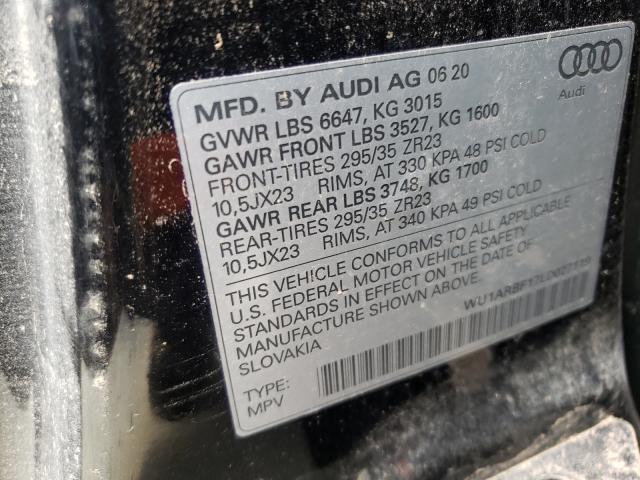 MFD. BY AUDI AG 06 20
GVWR LBS 6647, KG 3015
GAWR FRONT LBS 3527, KG 1600
FRONT-TIRES 295/35 ZR23
10,5JX23 RIMS, AT 330 KPA 48 PSI COLD
GAWR REAR LBS 3748, KG 1700
REAR-TIRES 295/35 ZR23
10,5JX23 RIMS, AT 340 KPA 49 PSI COLD
THIS VEHICLE CONFORMS TO ALL APPLICABLE
U.S. FEDERAL MOTOR VEHICLE SAFETY
STANDARDS IN EFFECT ON THE DATE OF
MANUFACTURE SHOWN ABOVE.
SLOVAKIA
TYPE:
MPV
Audi